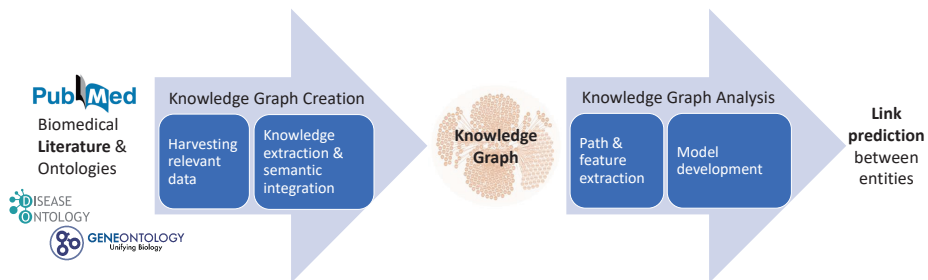 PubMed
Biomedical
Literature &
Ontologies
DISEASE
ONTOLOGY
GENEONTOLOGY
Unifying Biology
Knowledge Graph Creation
Harvesting
relevant
data
Knowledge
extraction &
semantic
integration
Knowledge
Graph
Knowledge Graph Analysis
Path &
feature
extraction
Model
development
Link
prediction
between
entities